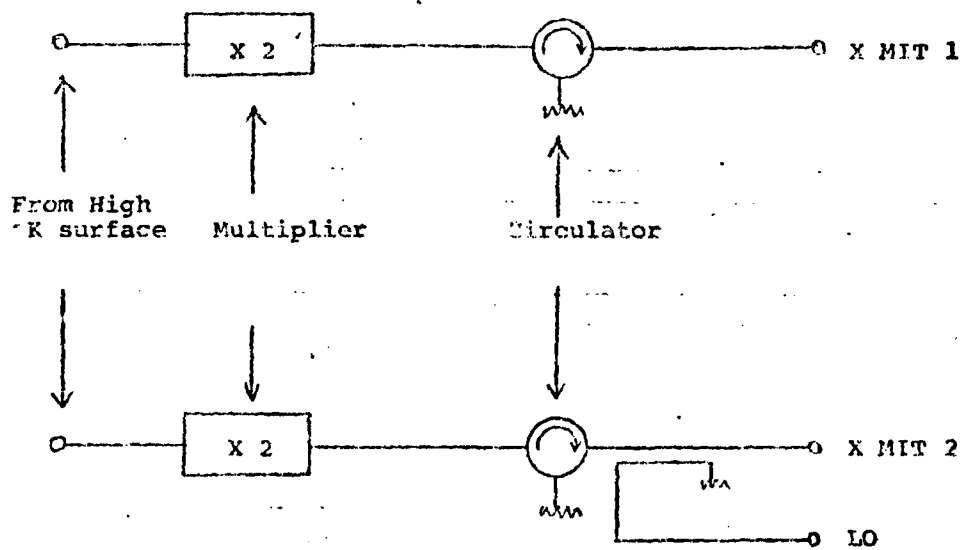 X 2
X MIT 1
From High
K surface
Multiplier
Circulator
X 2
X MIT 2
LO